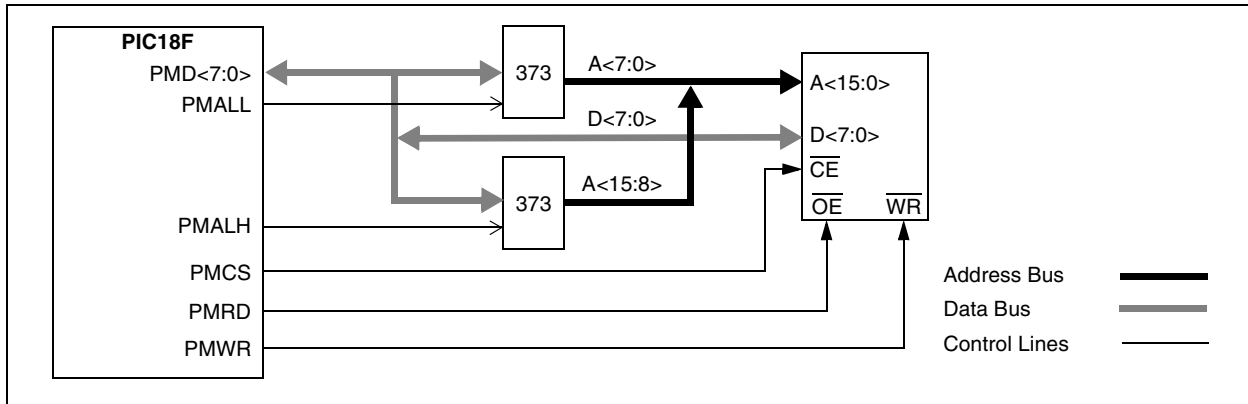 PIC18F
PMD<7:0>
PMALL
373
A<7:0>
A<15:0>
D<7:0>
D<7:0>
CE
373
A<15:8>
OE WR
PMALH
PMCS
PMRD
PMWR
Address Bus
Data Bus
Control Lines